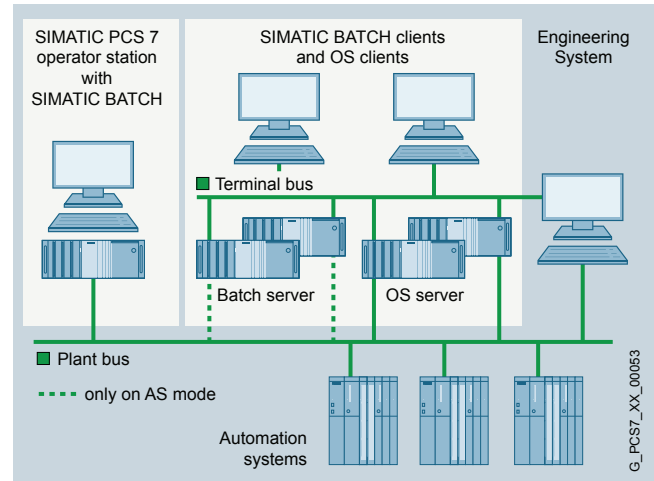 SIMATIC PCS 7
operator station
with
SIMATIC BATCH
SIMATIC BATCH clients
and OS clients
Engineering
System
Terminal bus
Batch server
OS server
Plant bus
only on AS mode
Automation
systems
G_PCS7_XX_00053